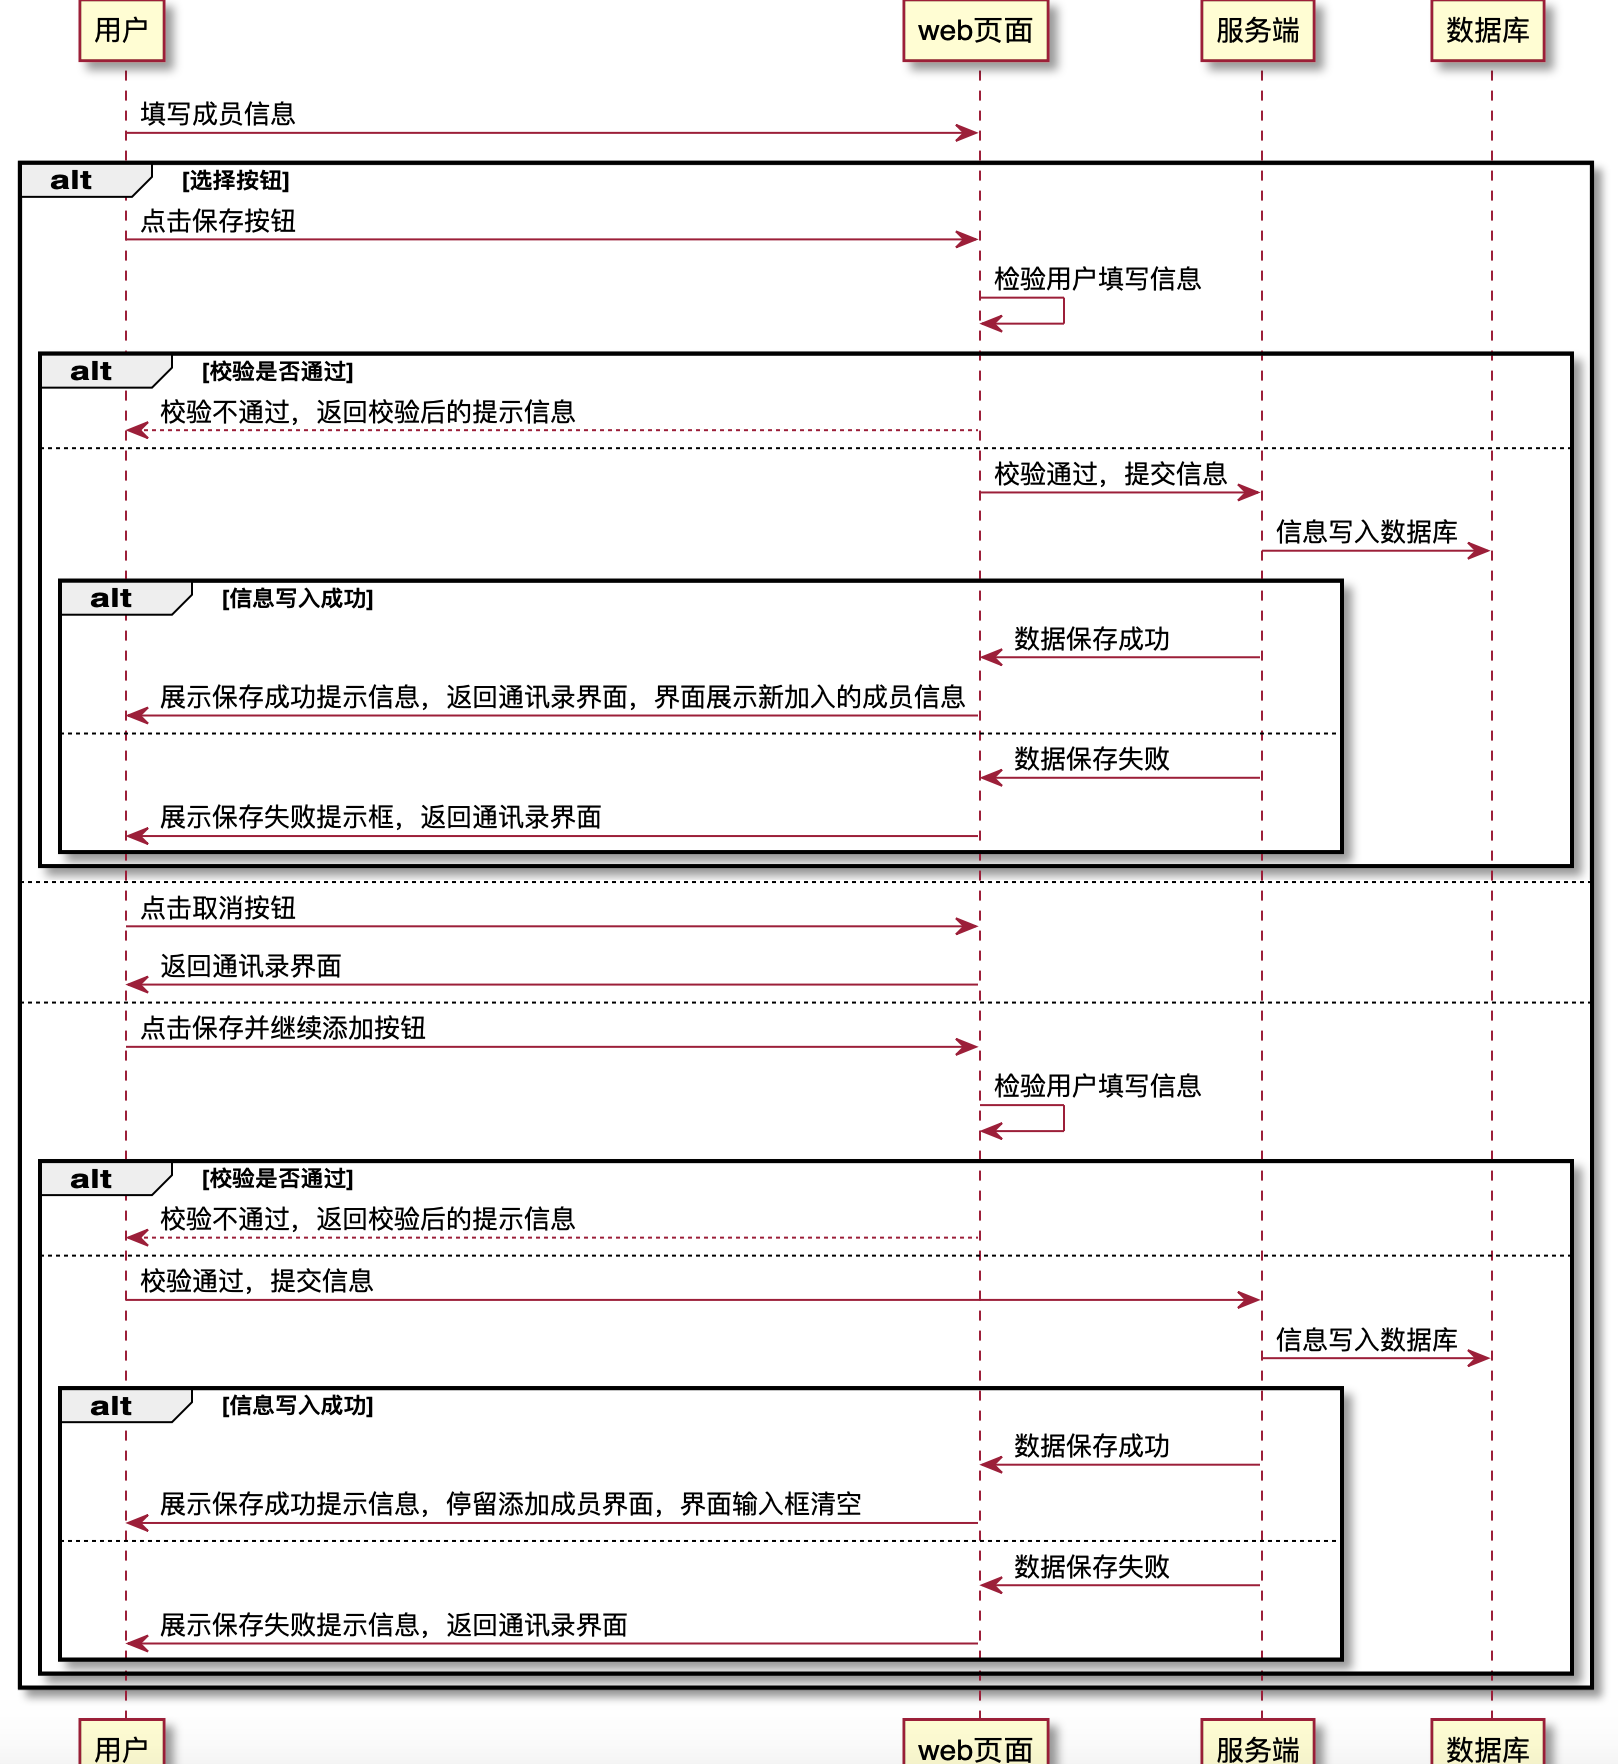 用户 web页面 服务端 数据库
填写成员信息
alt [选择按钮]
点击保存按钮
检验用户填写信息
alt [校验是否通过]
校验不通过，返回校验后的提示信息
校验通过，提交信息
信息写入数据库
alt [信息写入成功]
数据保存成功
展示保存成功提示信息，返回通讯录界面，界面展示新加入的成员信息
数据保存失败
展示保存失败提示框，返回通讯录界面
点击取消按钮
返回通讯录界面
点击保存并继续添加按钮
检验用户填写信息
alt [校验是否通过]
校验不通过，返回校验后的提示信息
校验通过，提交信息
信息写入数据库
alt [信息写入成功]
数据保存成功
展示保存成功提示信息，停留添加成员界面，界面输入框清空
数据保存失败
展示保存失败提示信息，返回通讯录界面
用户 web页面 服务端 数据库